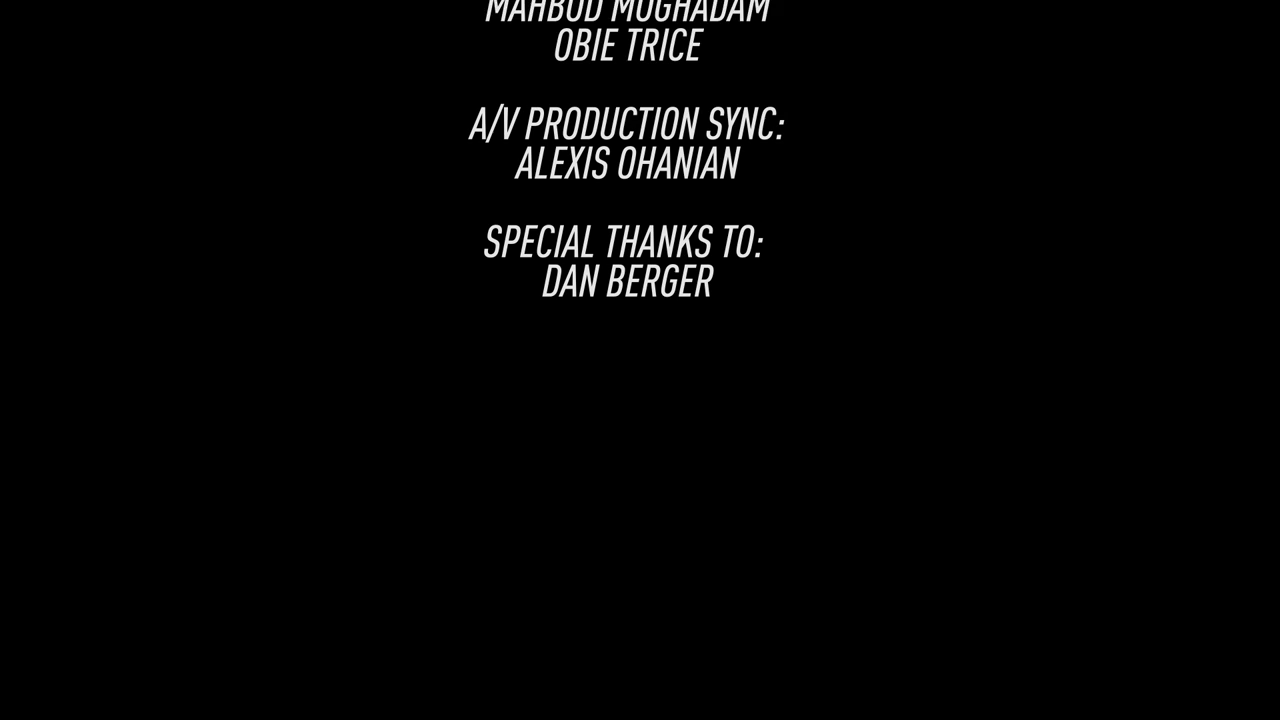 MAHBOD MOGHADAM
OBIE TRICE
A/V PRODUCTION SYNC:
ALEXIS OHANIAN
SPECIAL THANKS TO:
DAN BERGER